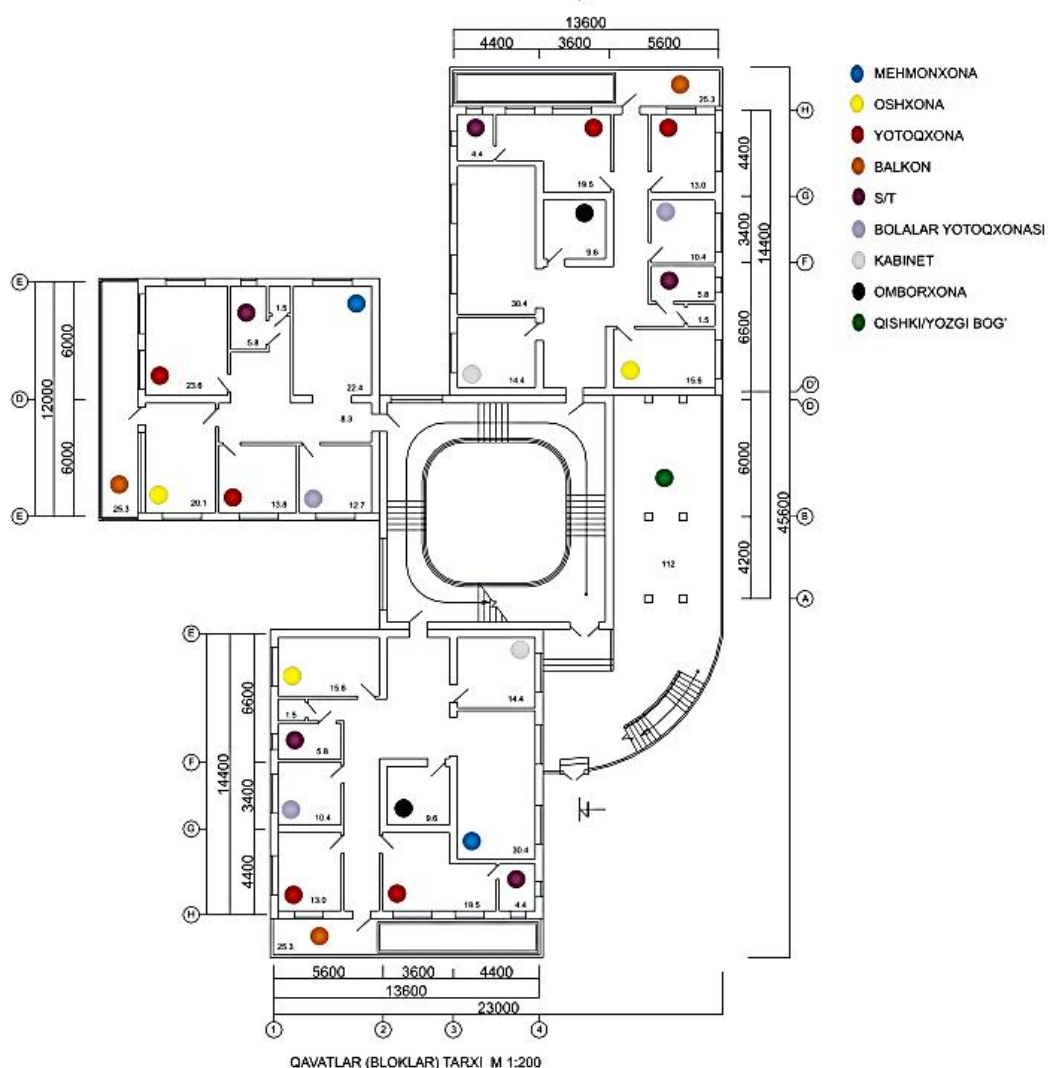 13600
4400 3600 5600
MEHMONXONA
OSHXONA
YOTOQXONA
BALKON
S/T
BOLALAR YOTOQXONASI
KABINET
OMBORXONA
QISHKI/YOZGI BOG'
25.3
H
4.4
19.5
13.0
4400
G
9.6
10.4
3400
14400
F
5.8
1.5
30.4
6600
14.4
15.6
D'
D
E
1.5
5.8
6000
23.6
22.4
D
12000
8.3
6000
20.1
13.8
12.7
25.3
E
6000
45600
B
112
4200
A
E
15.6
14.4
6600
1.5
5.8
F
14400
3400
10.4
9.6
G
30.4
4400
13.0
19.5
4.4
H
25.3
5600 3600 4400
13600
23000
1 2 3 4
QAVATLAR (BLOKLAR) TARXI M 1:200